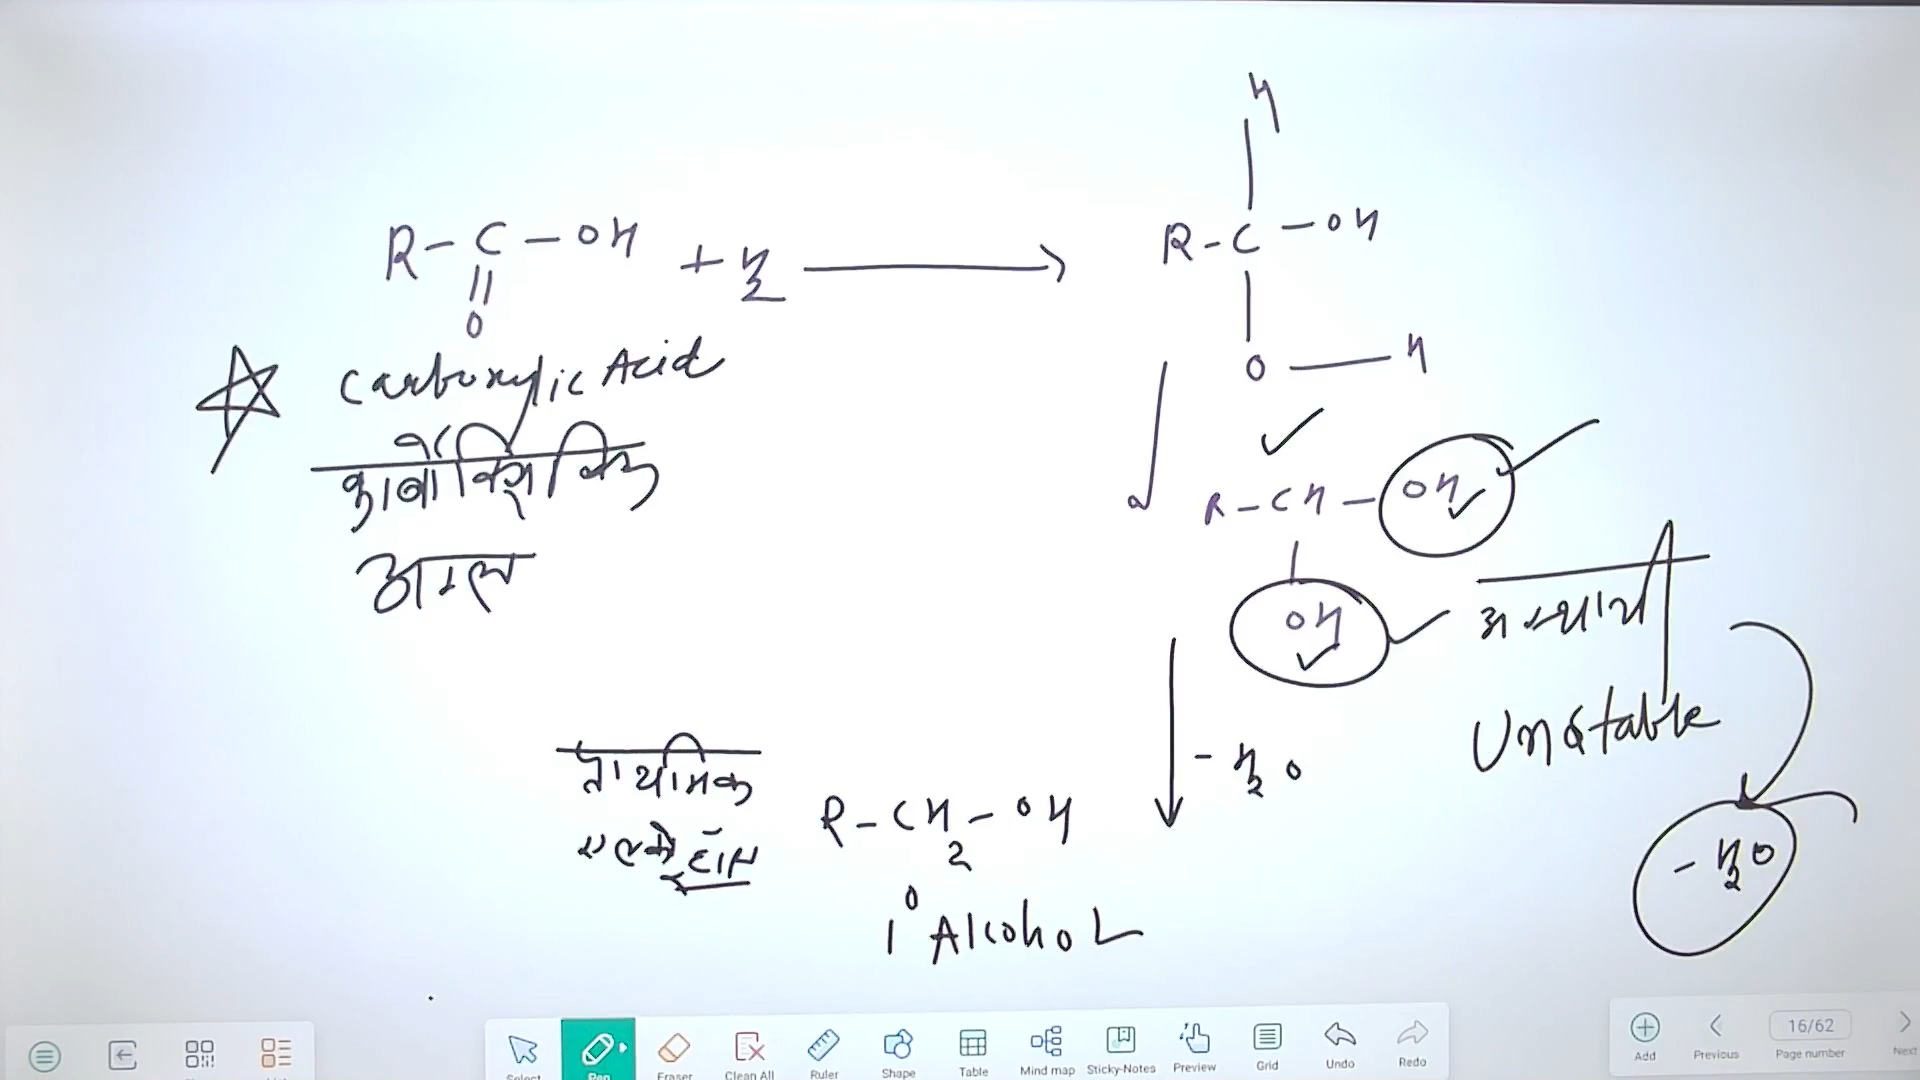 H
R-C-OH + H2 →
||
O
R-C-OH
|
O — H
Carboxylic Acid
कार्बोक्सिलिक
अम्ल
R-CH-OH
|
OH
अस्थायी
Unstable
-H2O
प्राथमिक
एल्कोहॉल
R-CH2-OH
1° Alcohol
-H2O
Select
Pen
Eraser
Clean All
Ruler
Shape
Table
Mind map
Sticky-Notes
Preview
Grid
Undo
Redo
Add
Previous
16/62
Page number
Next